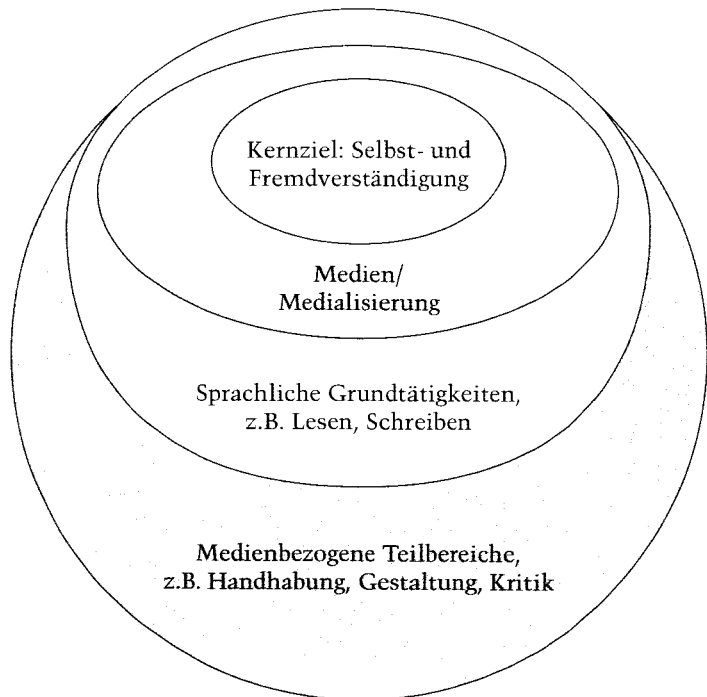 Kernziel: Selbst- und
Fremdverständigung
Medien/
Medialisierung
Sprachliche Grundtätigkeiten,
z.B. Lesen, Schreiben
Medienbezogene Teilbereiche,
z.B. Handhabung, Gestaltung, Kritik